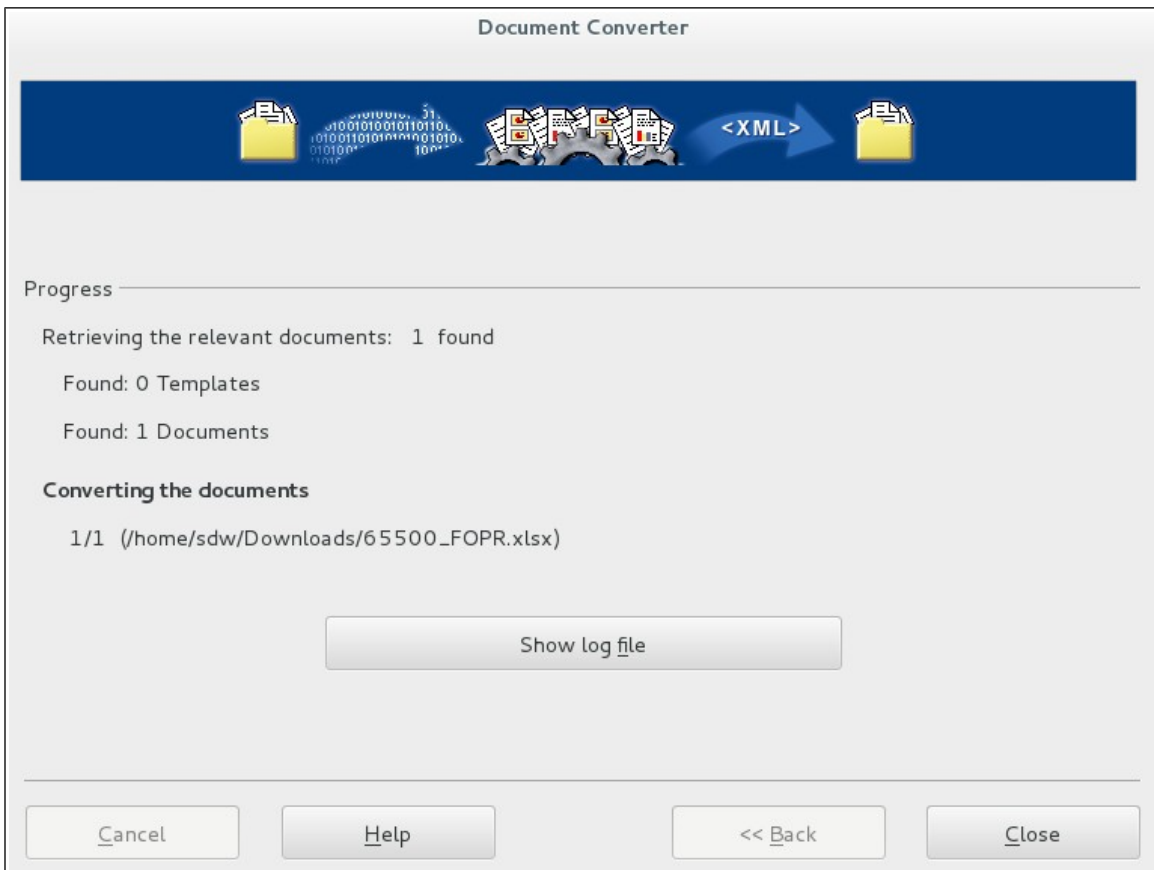 Document Converter
<XML>
Progress
Retrieving the relevant documents: 1 found
Found: 0 Templates
Found: 1 Documents
Converting the documents
1/1 (/home/sdw/Downloads/65500_FOPR.xlsx)
Show log file
Cancel
Help
<< Back
Close